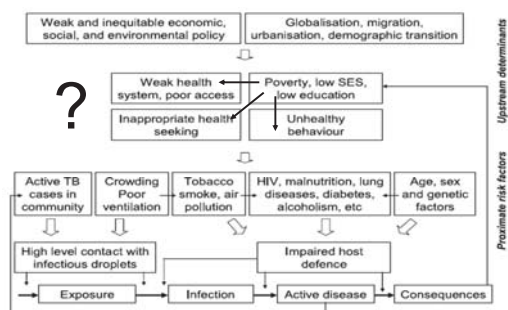 Weak and inequitable economic,
social, and environmental policy
Globalisation, migration,
urbanisation, demographic transition
Upstream determinants
?
Weak health
system, poor access
Poverty, low SES,
low education
Inappropriate health
seeking
Unhealthy
behaviour
Proximate risk factors
Active TB
cases in
community
Crowding
Poor
ventilation
Tobacco
smoke, air
pollution
HIV, malnutrition, lung
diseases, diabetes,
alcoholism, etc
Age, sex
and genetic
factors
High level contact with
infectious droplets
Impaired host
defence
Exposure
Infection
Active disease
Consequences